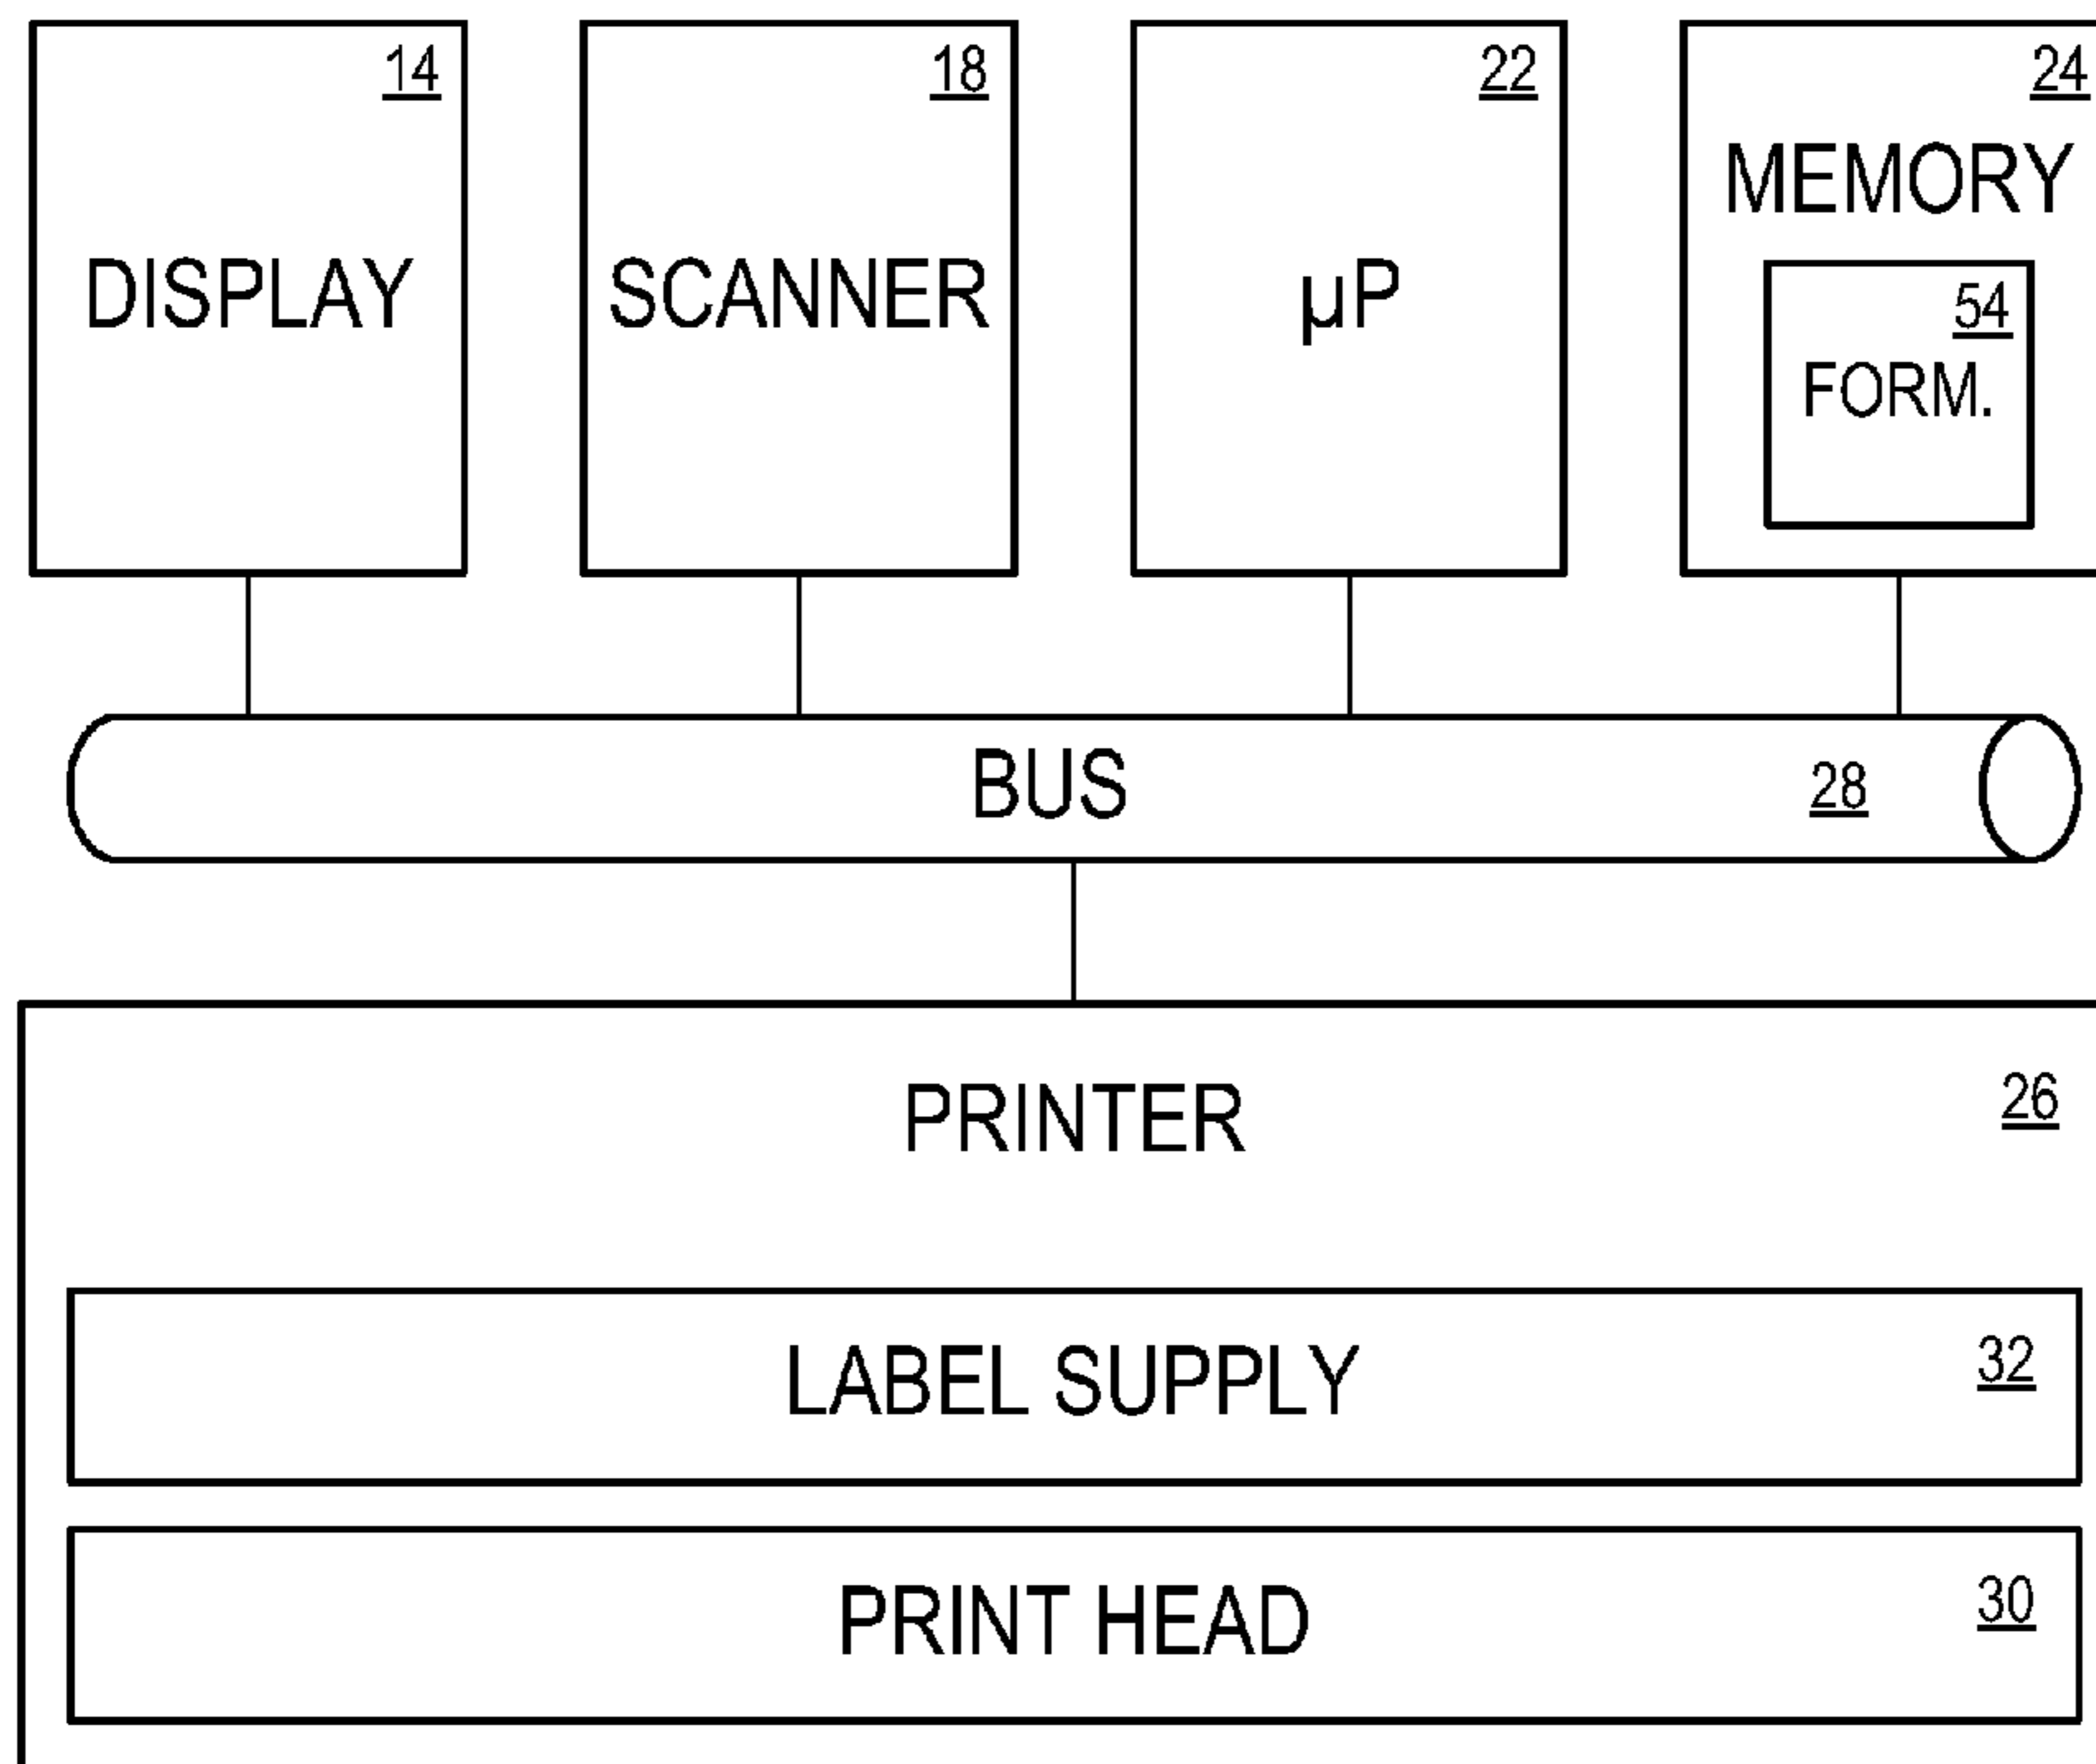 14
DISPLAY
18
SCANNER
22
µP
24
MEMORY
54
FORM.
BUS 28
PRINTER 26
LABEL SUPPLY 32
PRINT HEAD 30